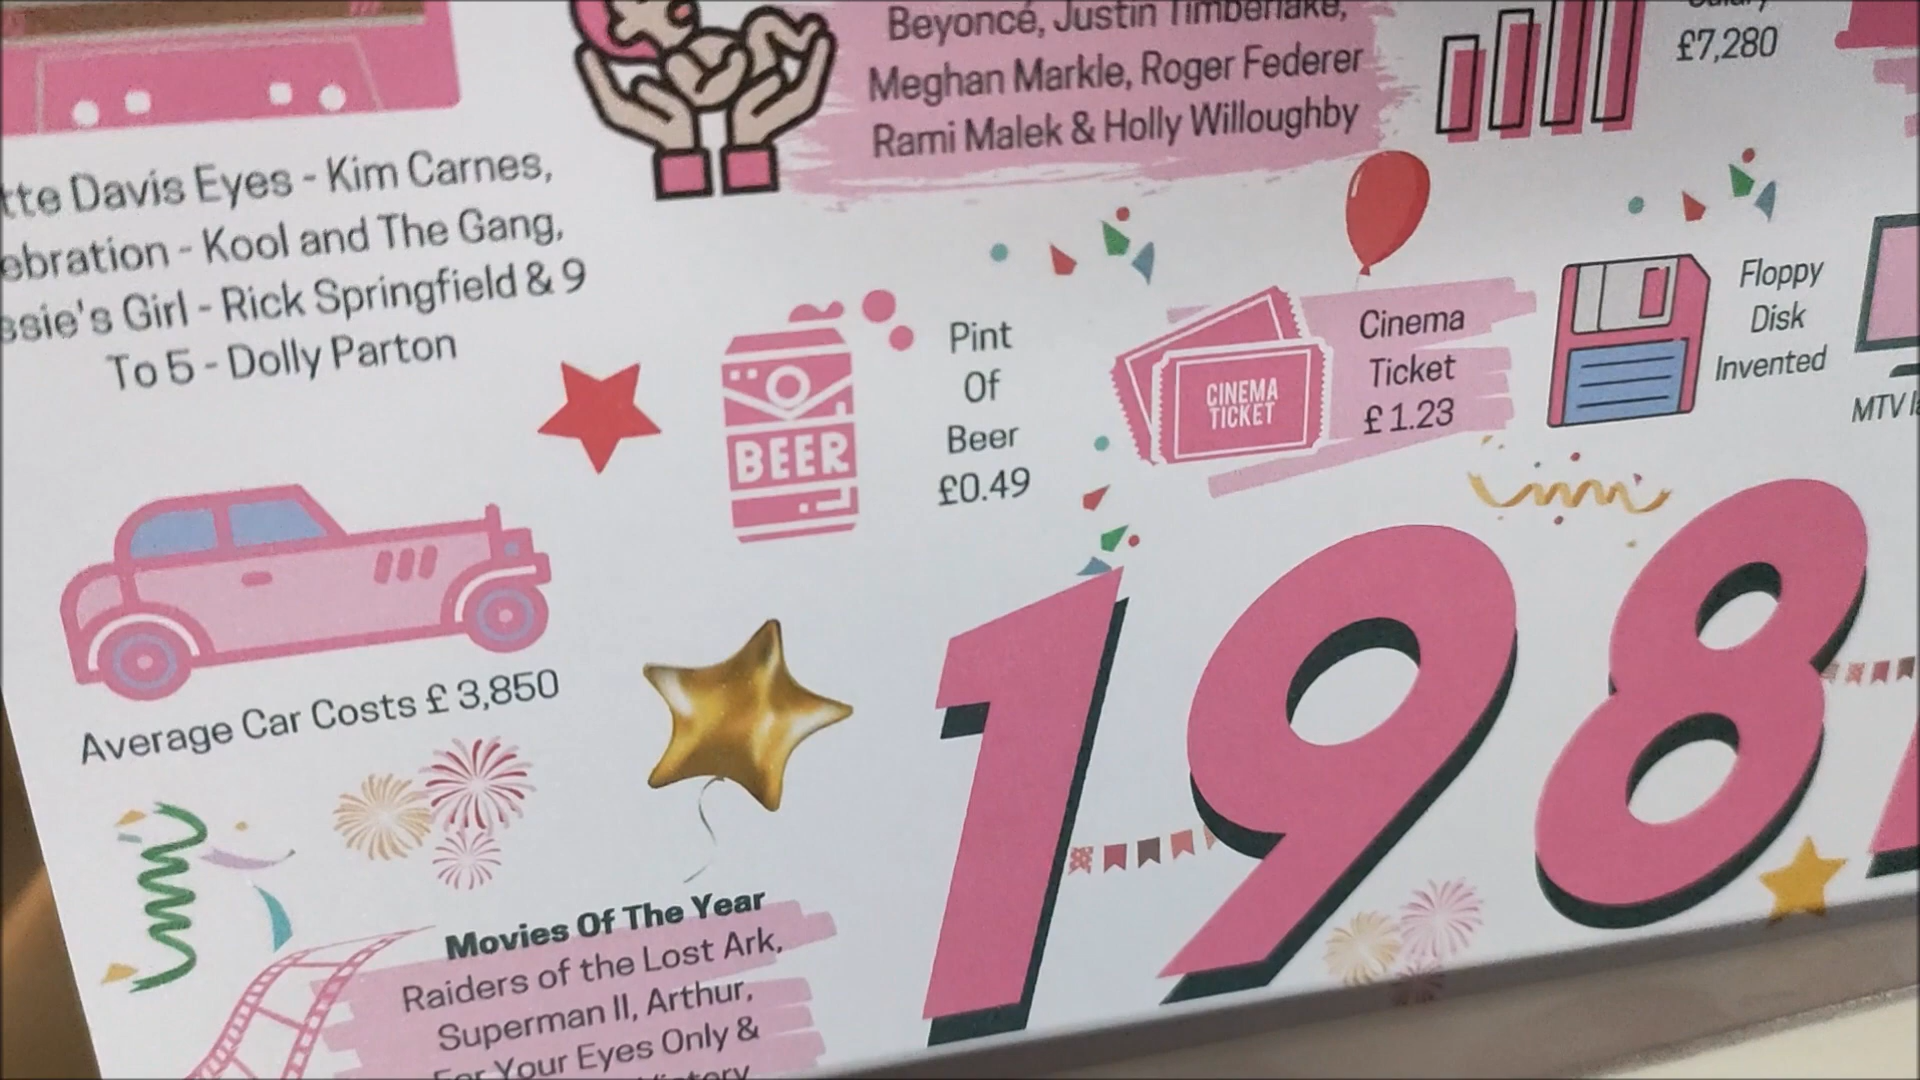 Beyoncé, Justin Timberlake,
Meghan Markle, Roger Federer
Rami Malek & Holly Willoughby
£7,280
Davis Eyes - Kim Carnes,
- Kool and The Gang,
Girl - Rick Springfield & 9
To 5 - Dolly Parton
BEER
Pint
Of
Beer
£0.49
CINEMA
TICKET
Cinema
Ticket
£1.23
Floppy
Disk
Invented
MTV
Average Car Costs £3,850
198
Movies Of The Year
Raiders of the Lost Ark,
Superman II, Arthur,
For Your Eyes Only &